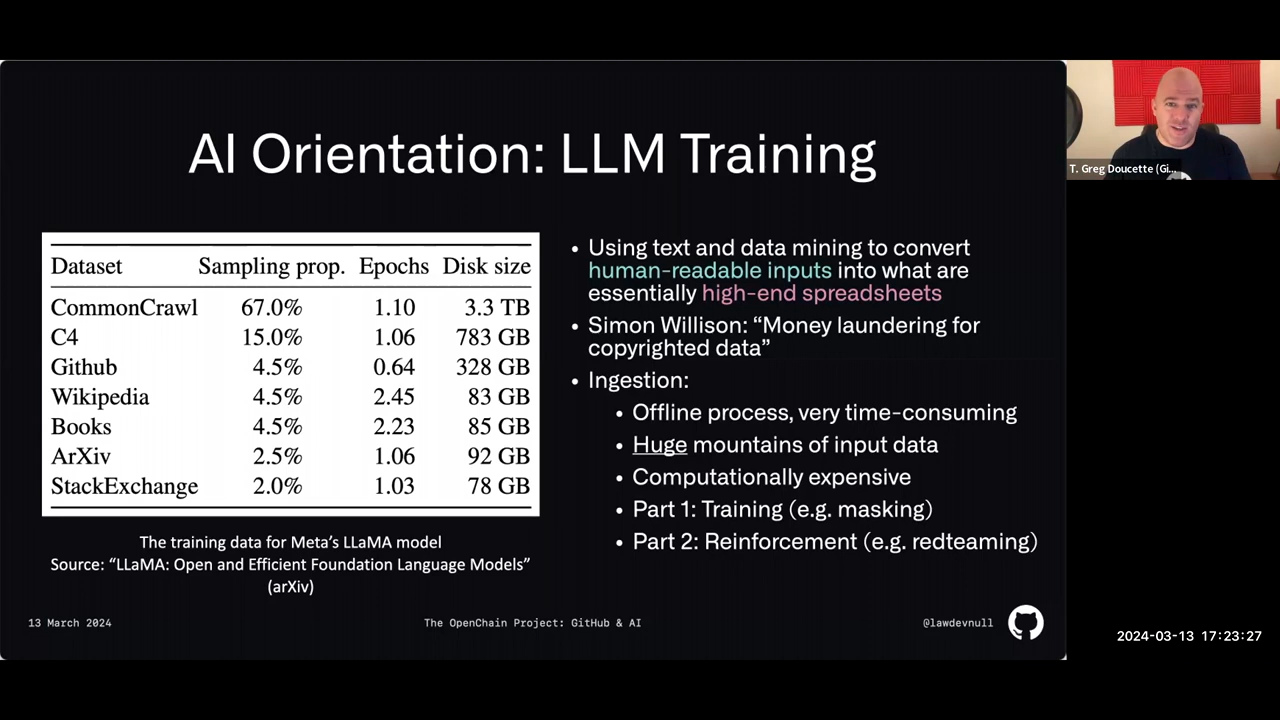 AI Orientation: LLM Training
Dataset Sampling prop. Epochs Disk size
CommonCrawl 67.0% 1.10 3.3 TB
C4 15.0% 1.06 783 GB
Github 4.5% 0.64 328 GB
Wikipedia 4.5% 2.45 83 GB
Books 4.5% 2.23 85 GB
ArXiv 2.5% 1.06 92 GB
StackExchange 2.0% 1.03 78 GB
The training data for Meta's LLaMA model
Source: "LLaMA: Open and Efficient Foundation Language Models"
(arXiv)
• Using text and data mining to convert
human-readable inputs into what are
essentially high-end spreadsheets
• Simon Willison: "Money laundering for
copyrighted data"
• Ingestion:
• Offline process, very time-consuming
• Huge mountains of input data
• Computationally expensive
• Part 1: Training (e.g. masking)
• Part 2: Reinforcement (e.g. redteaming)
13 March 2024
The OpenChain Project: GitHub & AI
@lawdevnull
T. Greg Doucette (Gi...
2024-03-13 17:23:27